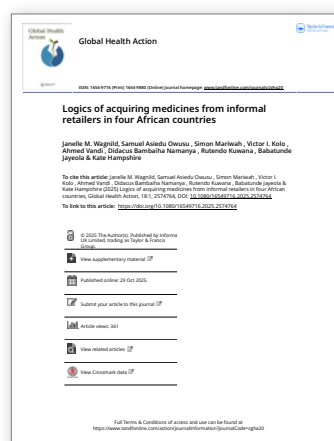 Global Health Action
Taylor & Francis
Global Health Action
ISSN: 1654-9716 (Print) 1654-9880 (Online) Journal homepage: www.tandfonline.com/journals/zgha20
Logics of acquiring medicines from informal
retailers in four African countries
Janelle M. Wagnild, Samuel Asiedu Owusu, Simon Mariwah, Victor I. Kolo,
Ahmed Vandi, Didacus Bambaiha Namanya, Rutendo Kuwana, Babatunde
Jayeola & Kate Hampshire
To cite this article: Janelle M. Wagnild, Samuel Asiedu Owusu, Simon Mariwah, Victor I.
Kolo , Ahmed Vandi , Didacus Bambaiha Namanya , Rutendo Kuwana , Babatunde Jayeola &
Kate Hampshire (2025) Logics of acquiring medicines from informal retailers in four African
countries, Global Health Action, 18:1, 2574764, DOI: 10.1080/16549716.2025.2574764
To link to this article: https://doi.org/10.1080/16549716.2025.2574764
© 2025 The Author(s). Published by Informa
UK Limited, trading as Taylor & Francis
Group.
View supplementary material
Published online: 29 Oct 2025.
Submit your article to this journal
Article views: 361
View related articles
View Crossmark data
Full Terms & Conditions of access and use can be found at
https://www.tandfonline.com/action/journalInformation?journalCode=zgha20